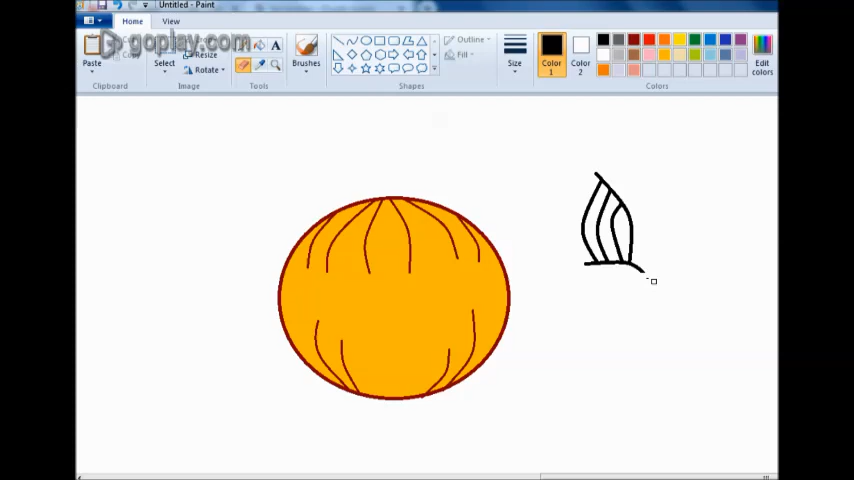 Untitled - Paint
Home View
goplay.com
Paste
Select
Resize
Rotate
Brushes
Outline
Fill
Size
Color 1
Color 2
Edit colors
Clipboard Image Tools Shapes Colors